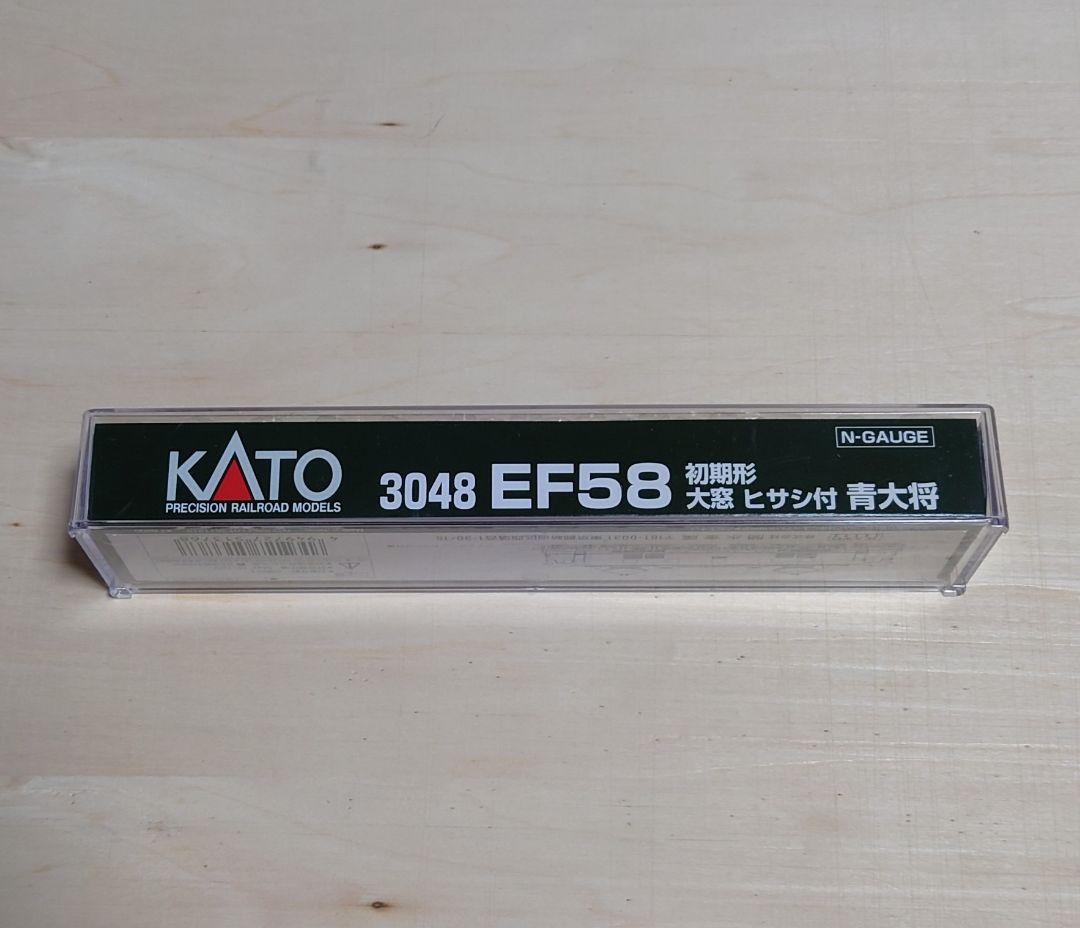 N-GAUGE
KATO
PRECISION RAILROAD MODELS
3048 EF58 初期形
大窓 ヒサシ付 青大将